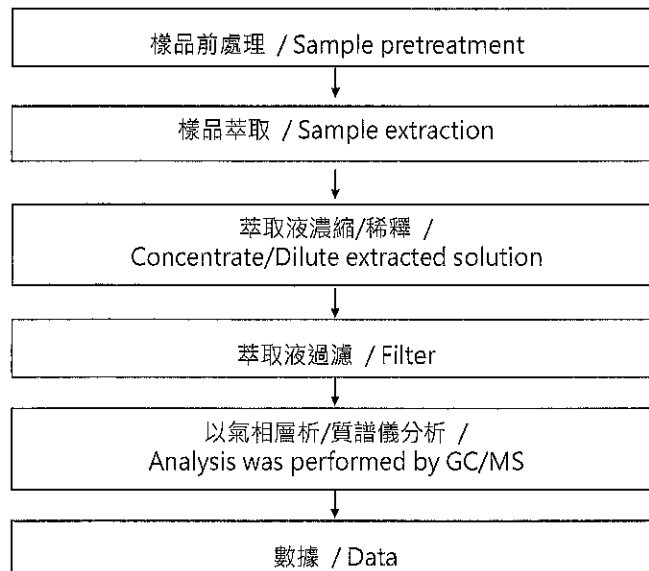 樣品前處理 / Sample pretreatment
樣品萃取 / Sample extraction
萃取液濃縮/稀釋 /
Concentrate/Dilute extracted solution
萃取液過濾 / Filter
以氣相層析/質譜儀分析 /
Analysis was performed by GC/MS
數據 / Data